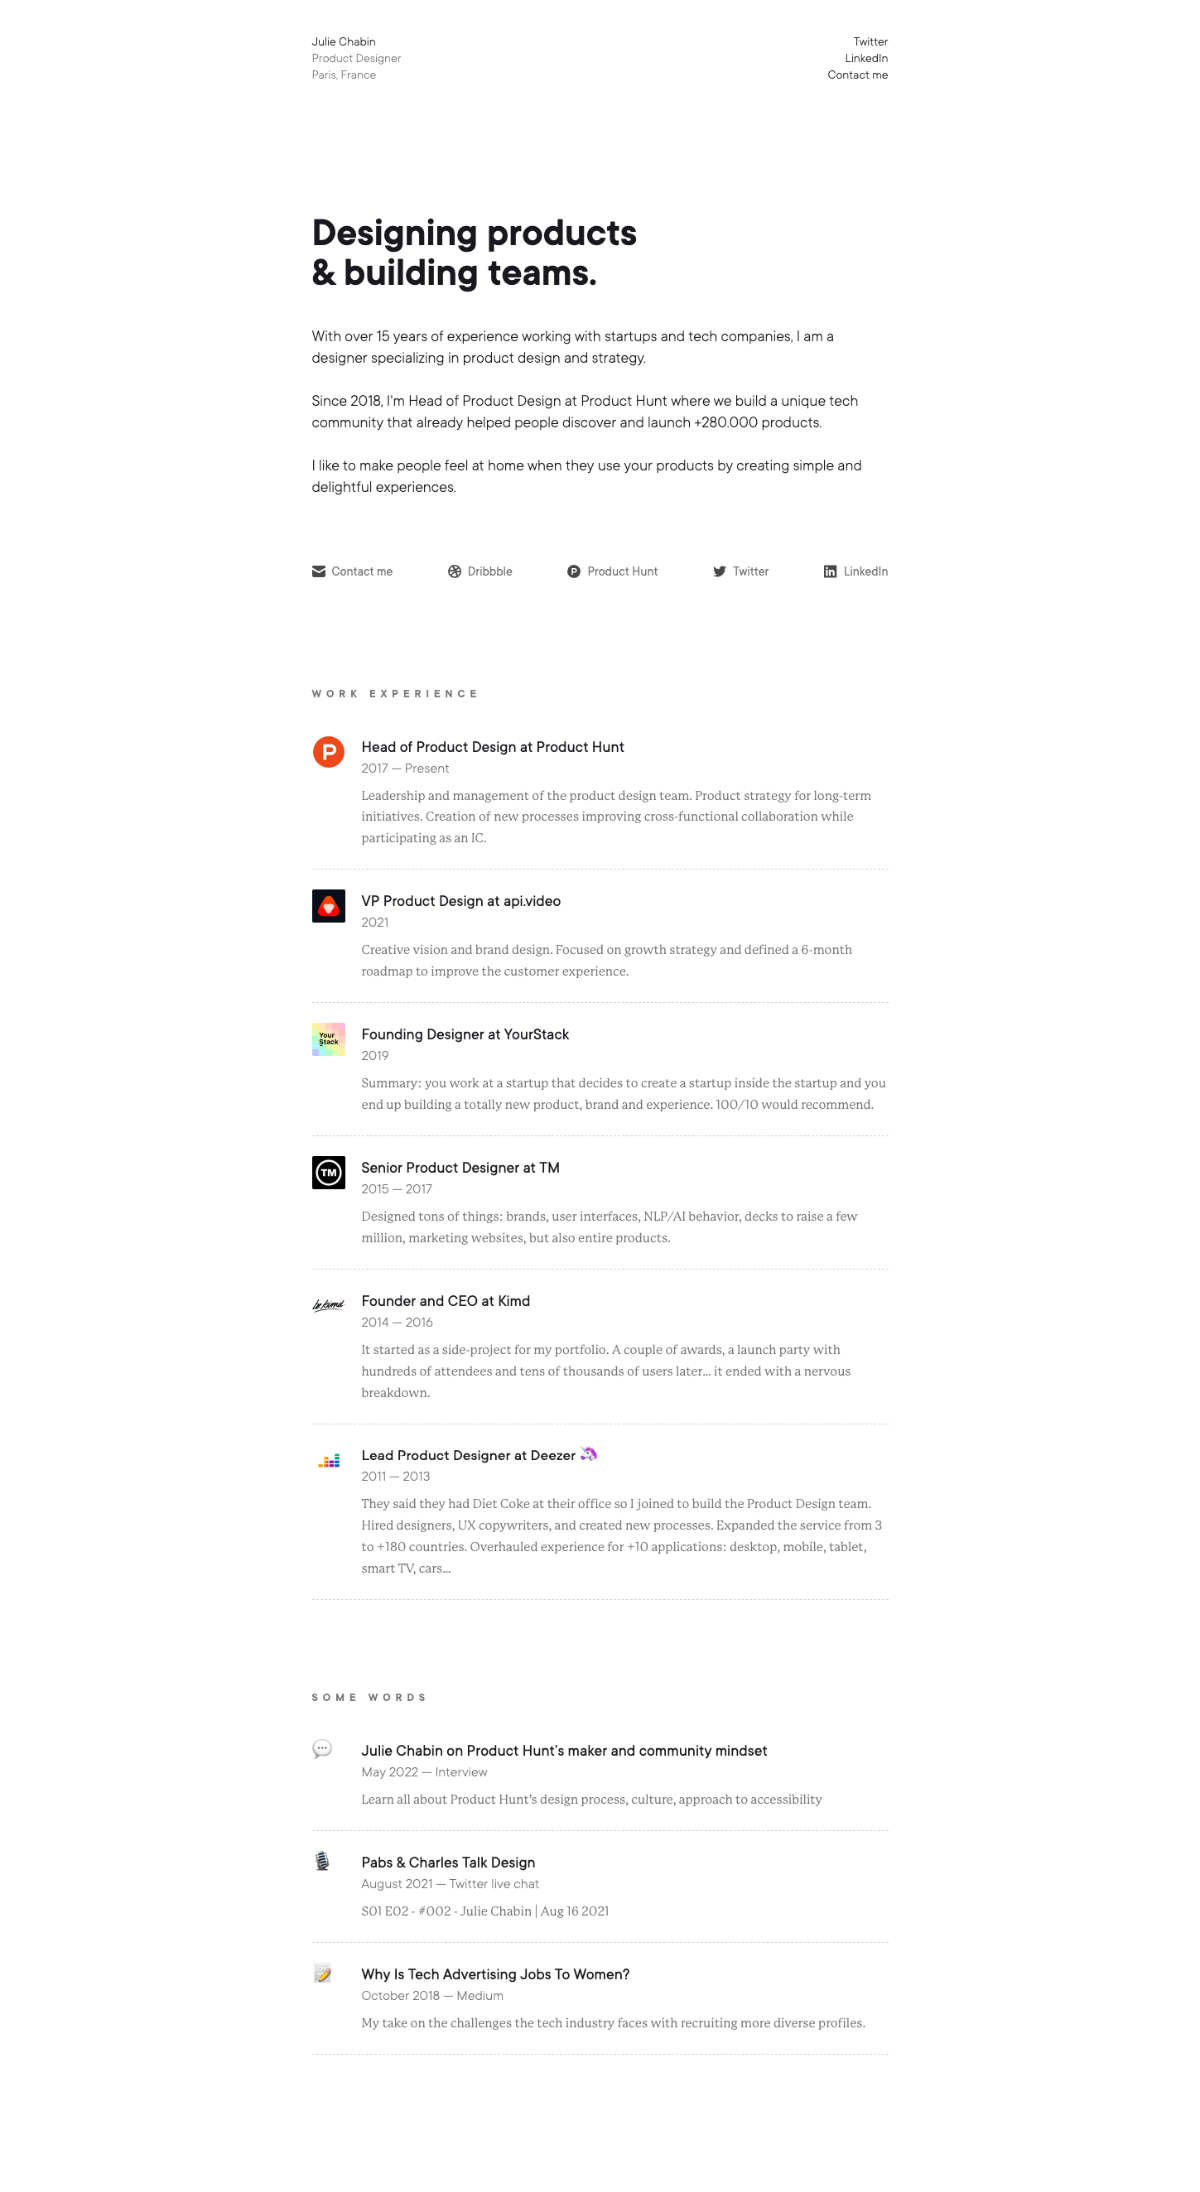 Julie Chabin
Product Designer
Paris, France
Twitter
LinkedIn
Contact me
Designing products
& building teams.
With over 15 years of experience working with startups and tech companies, I am a
designer specializing in product design and strategy.
Since 2018, I'm Head of Product Design at Product Hunt where we build a unique tech
community that already helped people discover and launch +280.000 products.
I like to make people feel at home when they use your products by creating simple and
delightful experiences.
Contact me
Dribbble
Product Hunt
Twitter
LinkedIn
WORK EXPERIENCE
P
Head of Product Design at Product Hunt
2017 — Present
Leadership and management of the product design team. Product strategy for long-term
initiatives. Creation of new processes improving cross-functional collaboration while
participating as an IC.
VP Product Design at api.video
2021
Creative vision and brand design. Focused on growth strategy and defined a 6-month
roadmap to improve the customer experience.
Your
Stack
Founding Designer at YourStack
2019
Summary: you work at a startup that decides to create a startup inside the startup and you
end up building a totally new product, brand and experience. 100/10 would recommend.
TM
Senior Product Designer at TM
2015 — 2017
Designed tons of things: brands, user interfaces, NLP/AI behavior, decks to raise a few
million, marketing websites, but also entire products.
le kimd
Founder and CEO at Kimd
2014 — 2016
It started as a side-project for my portfolio. A couple of awards, a launch party with
hundreds of attendees and tens of thousands of users later... it ended with a nervous
breakdown.
Lead Product Designer at Deezer 🦄
2011 — 2013
They said they had Diet Coke at their office so I joined to build the Product Design team.
Hired designers, UX copywriters, and created new processes. Expanded the service from 3
to +180 countries. Overhauled experience for +10 applications: desktop, mobile, tablet,
smart TV, cars...
SOME WORDS
Julie Chabin on Product Hunt's maker and community mindset
May 2022 — Interview
Learn all about Product Hunt's design process, culture, approach to accessibility
Pabs & Charles Talk Design
August 2021 — Twitter live chat
S01 E02 - #002 - Julie Chabin | Aug 16 2021
Why Is Tech Advertising Jobs To Women?
October 2018 — Medium
My take on the challenges the tech industry faces with recruiting more diverse profiles.